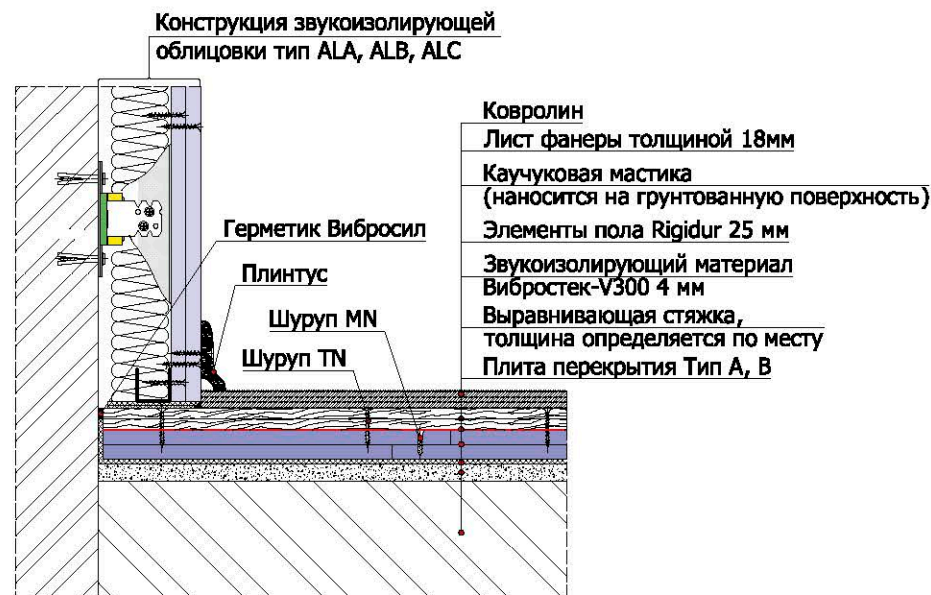 Конструкция звукоизолирующей
облицовки тип ALA, ALB, ALC
Ковролин
Лист фанеры толщиной 18мм
Каучуковая мастика
(наносится на грунтованную поверхность)
Элементы пола Rigidur 25 мм
Звукоизолирующий материал
Вибростек-V300 4 мм
Выравнивающая стяжка,
толщина определяется по месту
Плита перекрытия Тип А, В
Герметик Вибросил
Плинтус
Шуруп MN
Шуруп TN